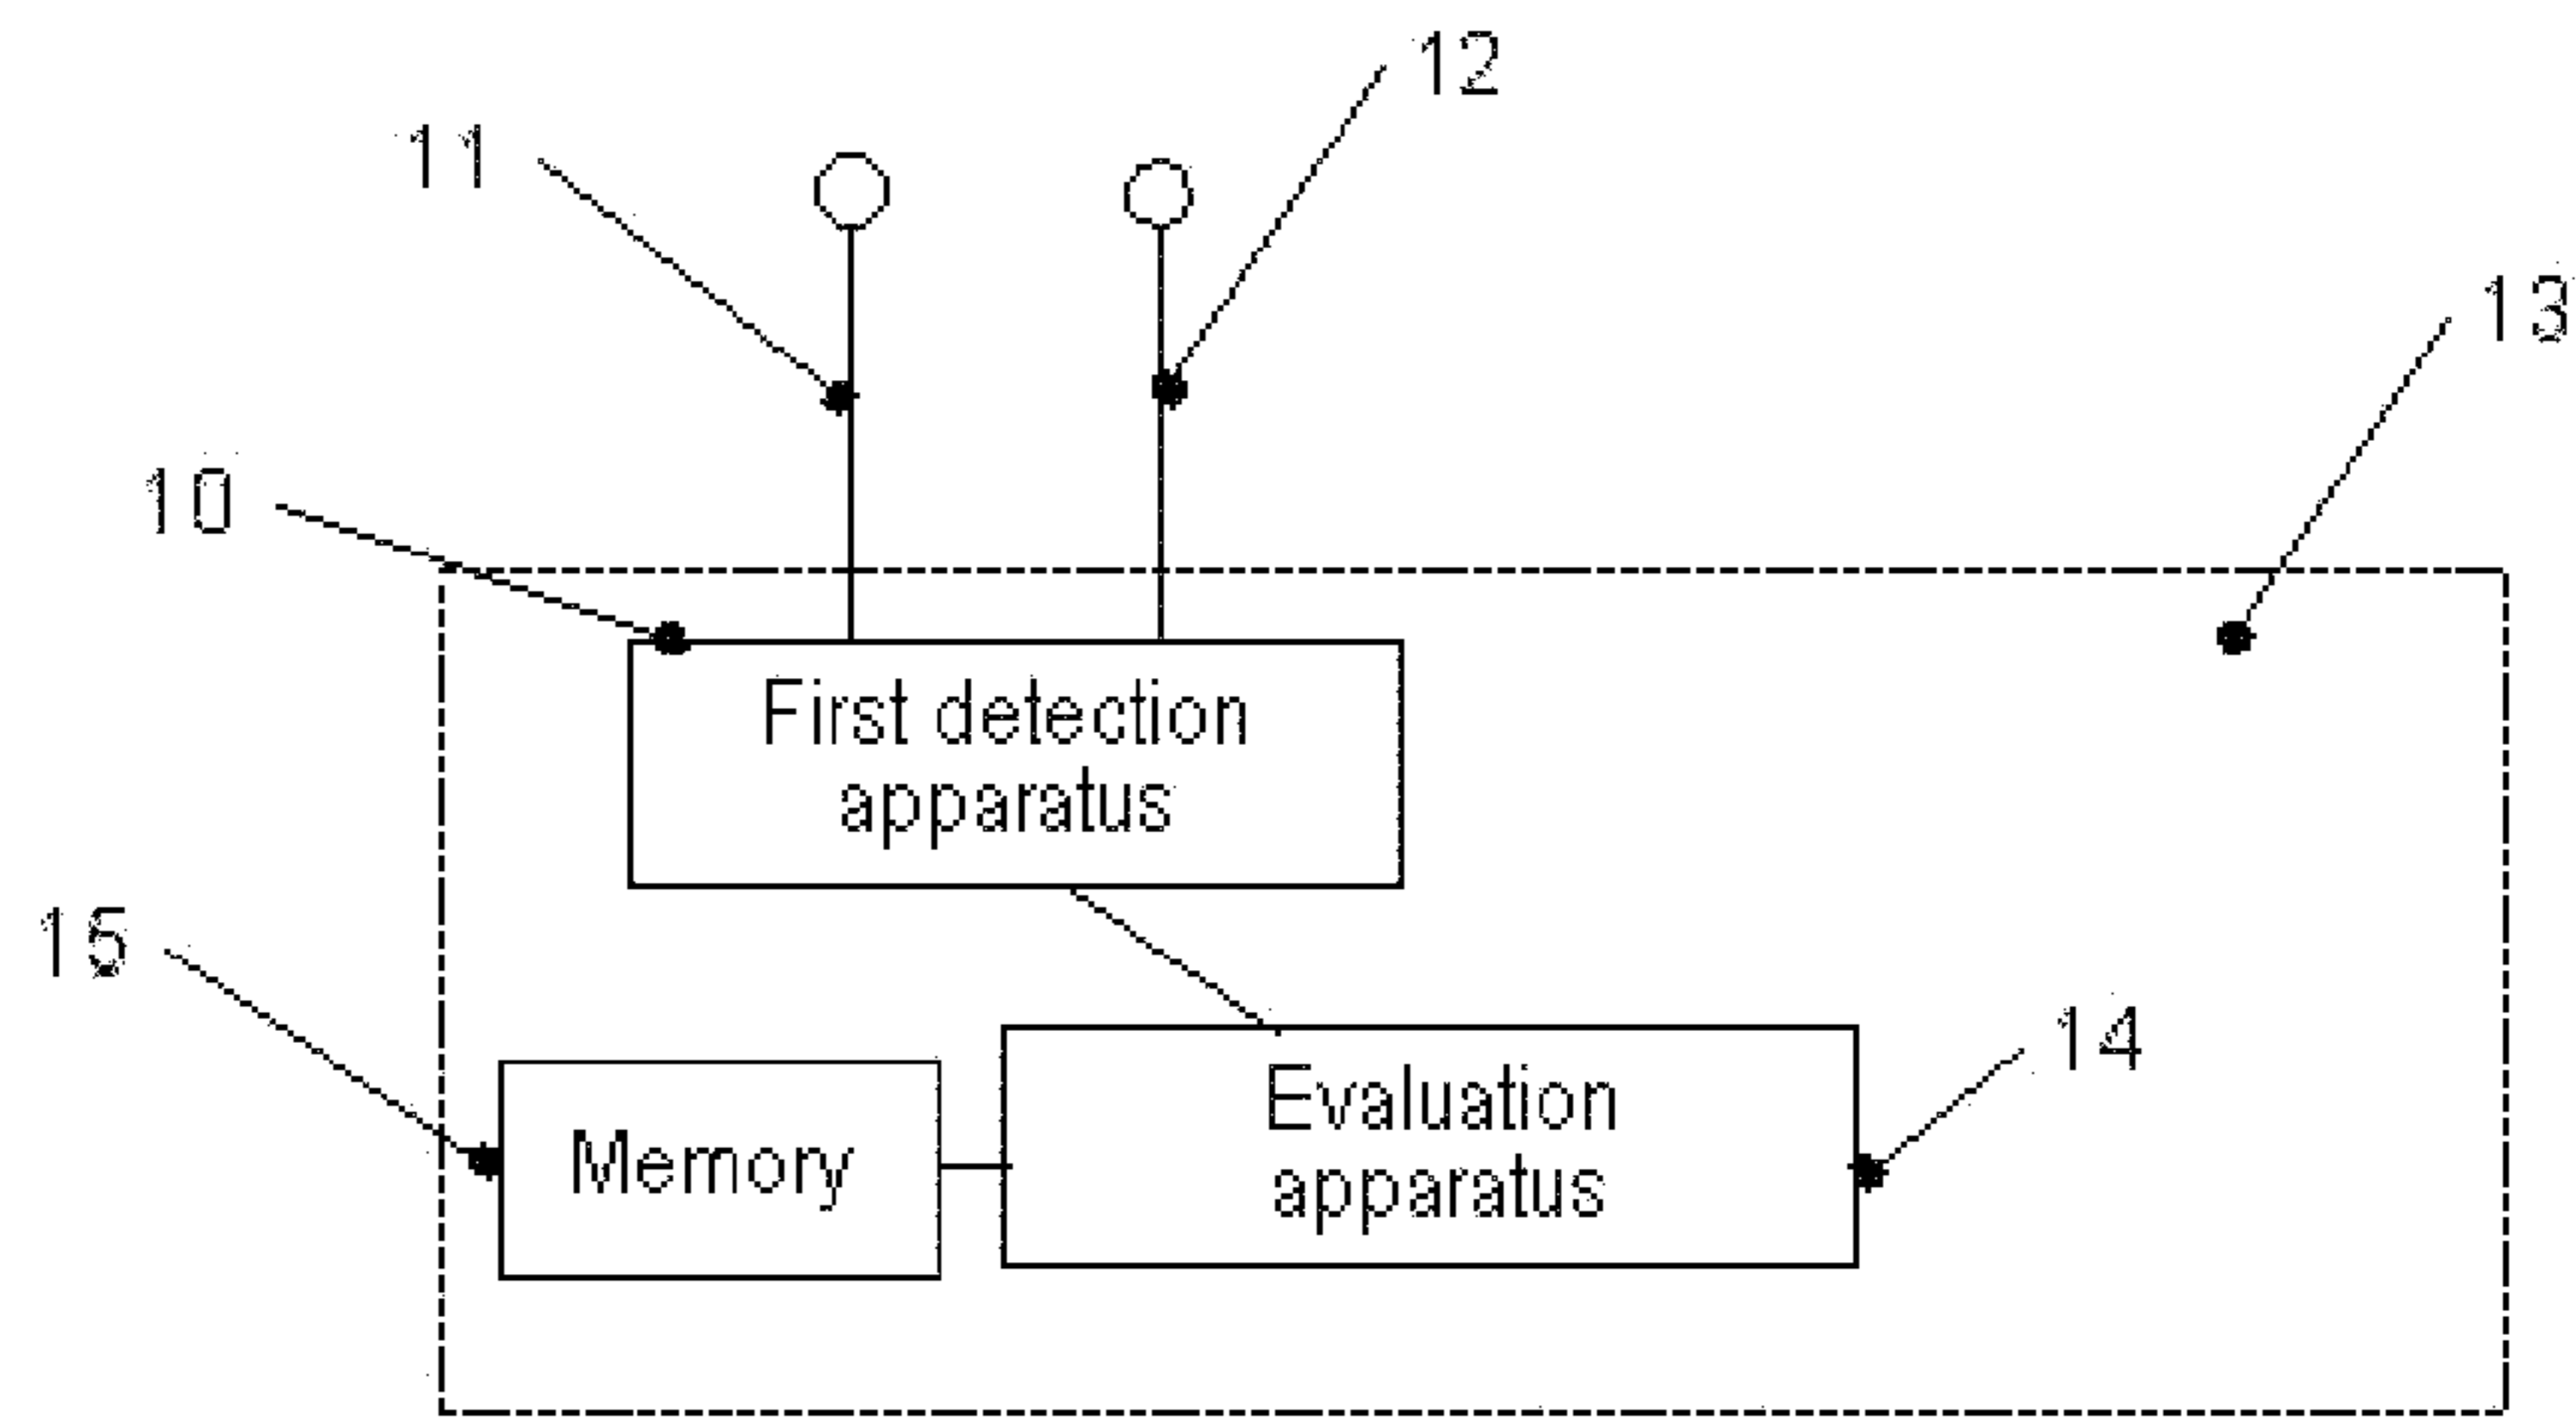 12
11
13
10
First detection
apparatus
15
14
Evaluation
apparatus
Memory